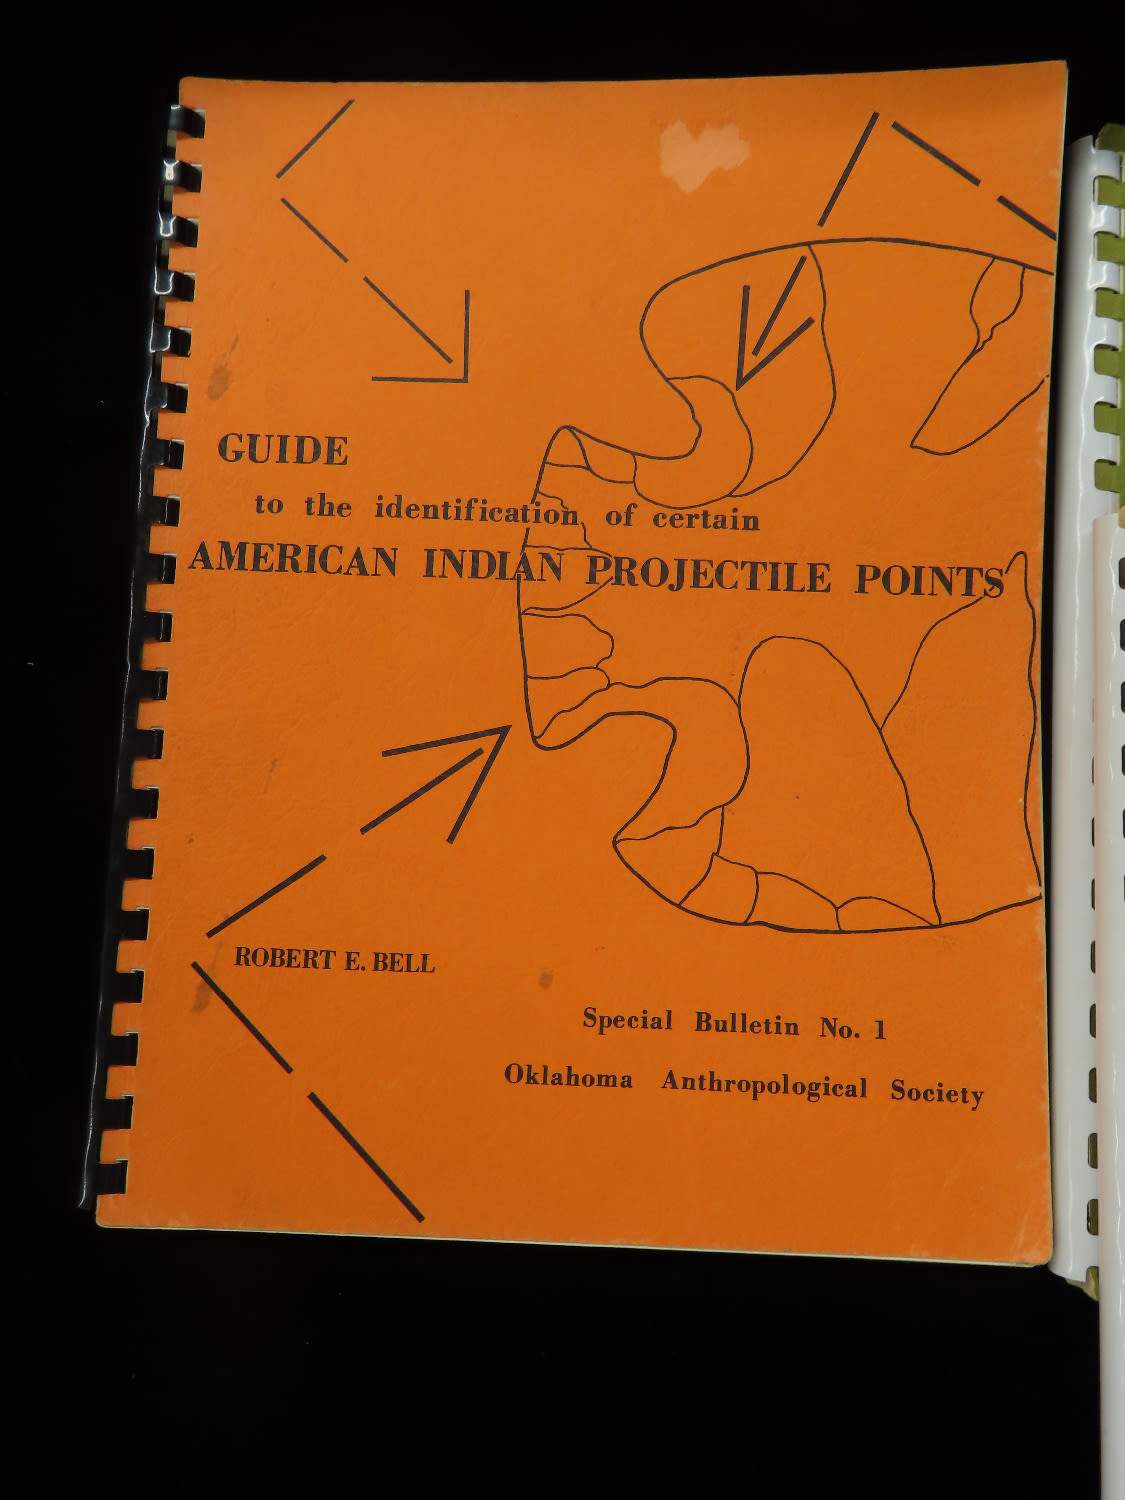 GUIDE
to the identification of certain
AMERICAN INDIAN PROJECTILE POINTS
ROBERT E. BELL
Special Bulletin No. 1
Oklahoma Anthropological Society